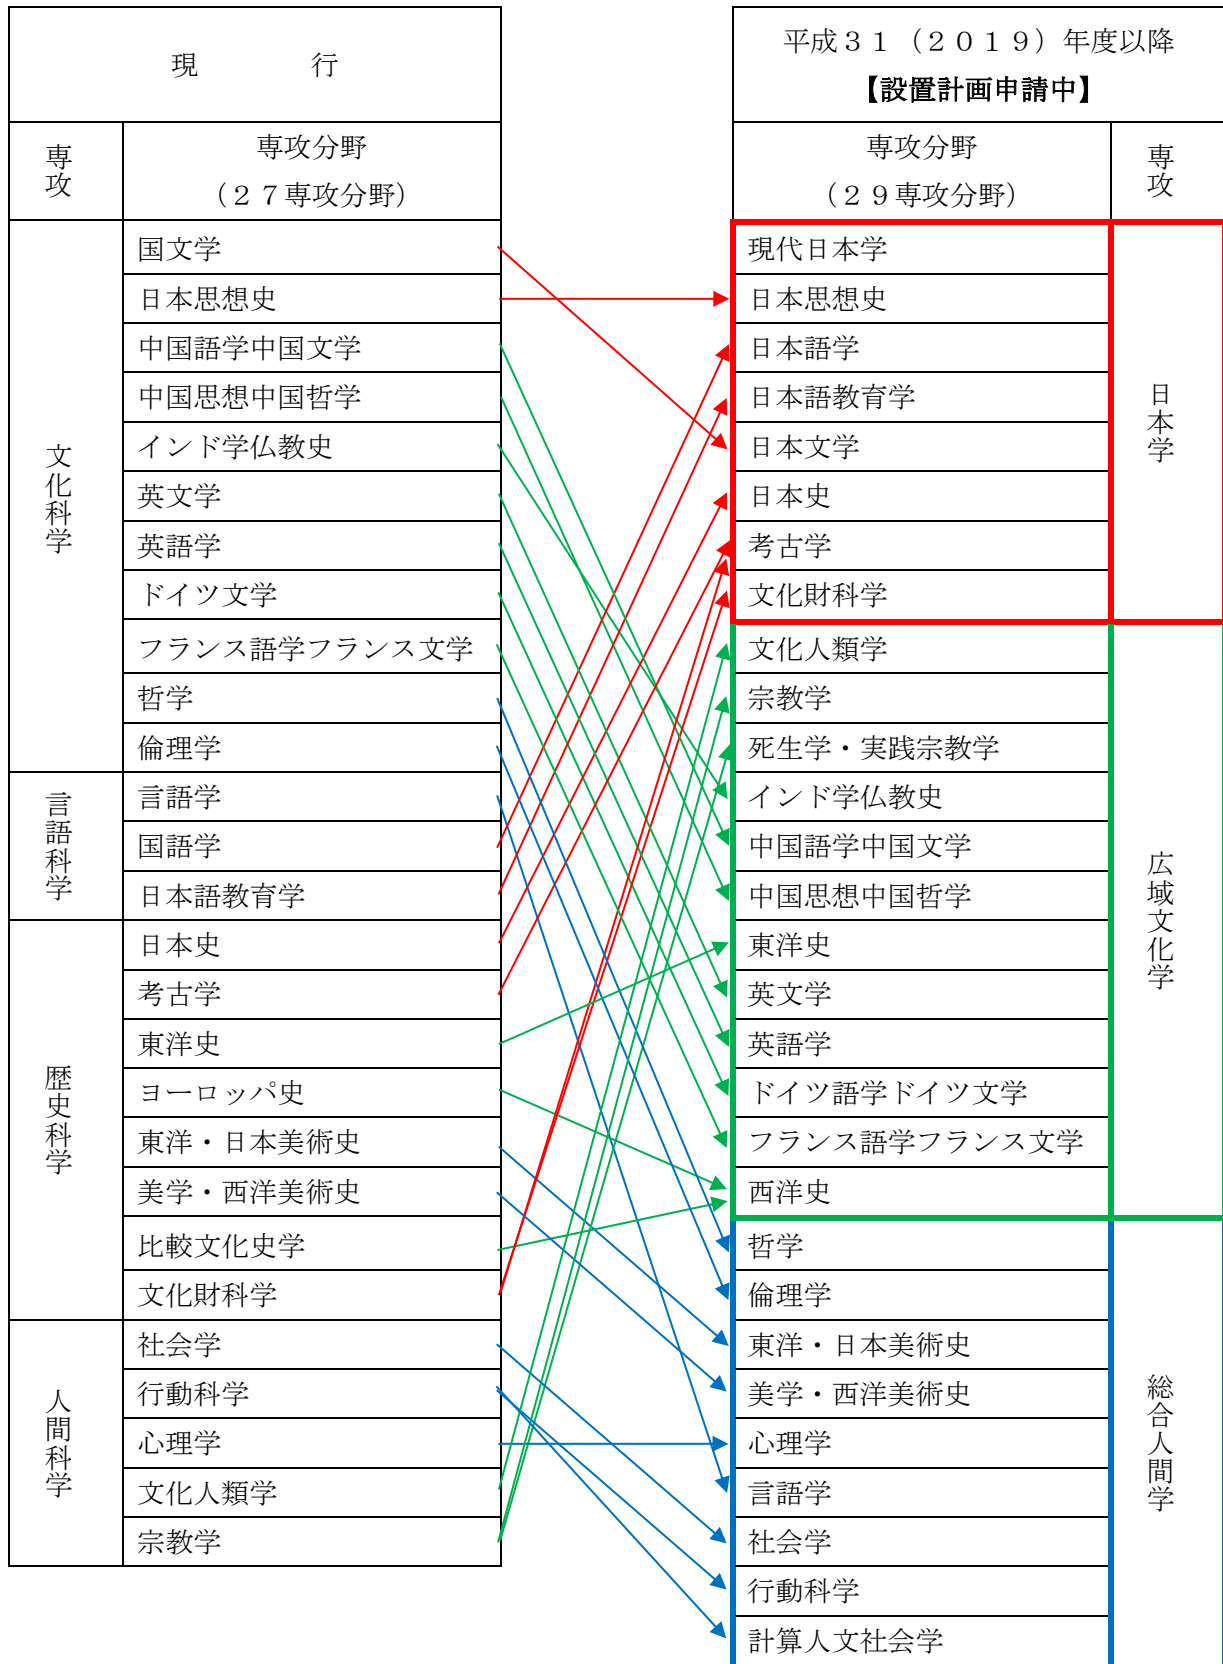 現　　　行
専攻
専攻分野
（２７専攻分野）
文化科学
国文学
日本思想史
中国語学中国文学
中国思想中国哲学
インド学仏教史
英文学
英語学
ドイツ文学
フランス語学フランス文学
哲学
倫理学
言語科学
言語学
国語学
日本語教育学
歴史科学
日本史
考古学
東洋史
ヨーロッパ史
東洋・日本美術史
美学・西洋美術史
比較文化史学
文化財科学
人間科学
社会学
行動科学
心理学
文化人類学
宗教学
平成３１（２０１９）年度以降
【設置計画申請中】
専攻分野
（２９専攻分野）
専攻
現代日本学
日本思想史
日本語学
日本語教育学
日本文学
日本史
考古学
文化財科学
日本学
文化人類学
宗教学
死生学・実践宗教学
インド学仏教史
中国語学中国文学
中国思想中国哲学
東洋史
英文学
英語学
ドイツ語学ドイツ文学
フランス語学フランス文学
西洋史
広域文化学
哲学
倫理学
東洋・日本美術史
美学・西洋美術史
心理学
言語学
社会学
行動科学
計算人文社会学
総合人間学